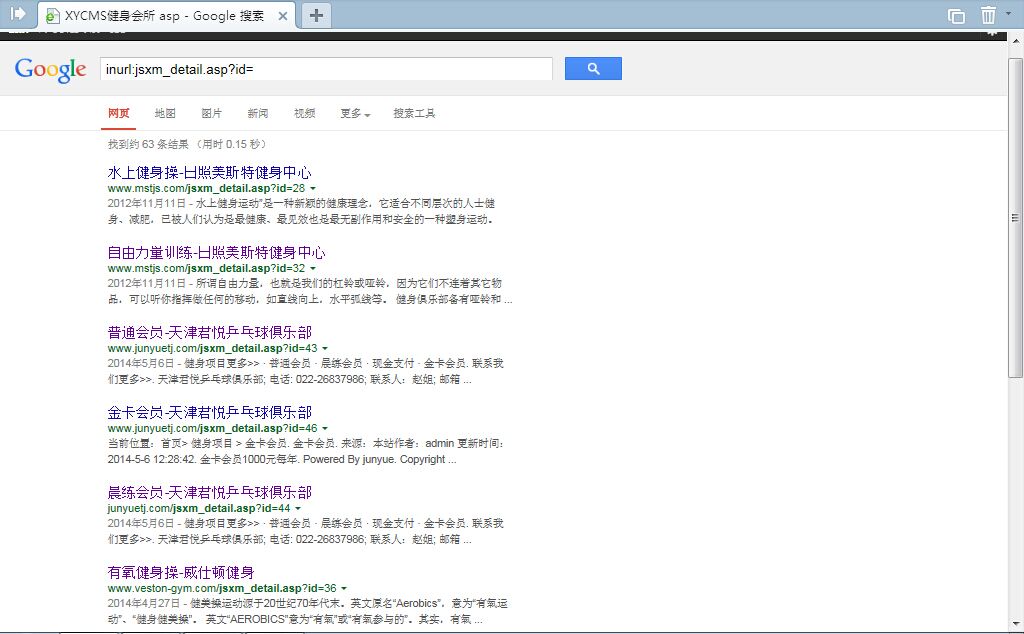 XYCMS健身会所 asp - Google 搜索
Google
inurl:jsxm_detail.asp?id=
网页 地图 图片 新闻 视频 更多 搜索工具
找到约 63 条结果 （用时 0.15 秒）
水上健身操-日照美斯特健身中心
www.mstjs.com/jsxm_detail.asp?id=28
2012年11月11日 - 水上健身运动"是一种新颖的健康理念，它适合不同层次的人士健
身、减肥，已被人们认为是最健康、最见效也是最无副作用和安全的一种塑身运动。
自由力量训练-日照美斯特健身中心
www.mstjs.com/jsxm_detail.asp?id=32
2012年11月11日 - 所谓自由力量，也就是我们的杠铃或哑铃，因为它们不连着其它物
品，可以听你指挥做任何的移动，如直线向上，水平弧线等。 健身俱乐部备有哑铃和 ...
普通会员-天津君悦乒乓球俱乐部
www.junyuetj.com/jsxm_detail.asp?id=43
2014年5月6日 - 健身项目更多>> · 普通会员 · 晨练会员 · 现金支付 · 金卡会员. 联系我
们更多>>. 天津君悦乒乓球俱乐部; 电话: 022-26837986; 联系人：赵姐; 邮箱 ...
金卡会员-天津君悦乒乓球俱乐部
www.junyuetj.com/jsxm_detail.asp?id=46
当前位置：首页> 健身项目 > 金卡会员. 金卡会员. 来源：本站作者：admin 更新时间：
2014-5-6 12:28:42. 金卡会员1000元每年. Powered By junyue. Copyright ...
晨练会员-天津君悦乒乓球俱乐部
junyuetj.com/jsxm_detail.asp?id=44
2014年5月6日 - 健身项目更多>> · 普通会员 · 晨练会员 · 现金支付 · 金卡会员. 联系我
们更多>>. 天津君悦乒乓球俱乐部; 电话: 022-26837986; 联系人：赵姐; 邮箱 ...
有氧健身操-威仕顿健身
www.veston-gym.com/jsxm_detail.asp?id=36
2014年4月27日 - 健美操运动源于20世纪70年代末。英文原名“Aerobics”，意为“有氧运
动”、“健身健美操”。 英文“AEROBICS”意为“有氧”或“有氧参与的”。其实，有氧 ...